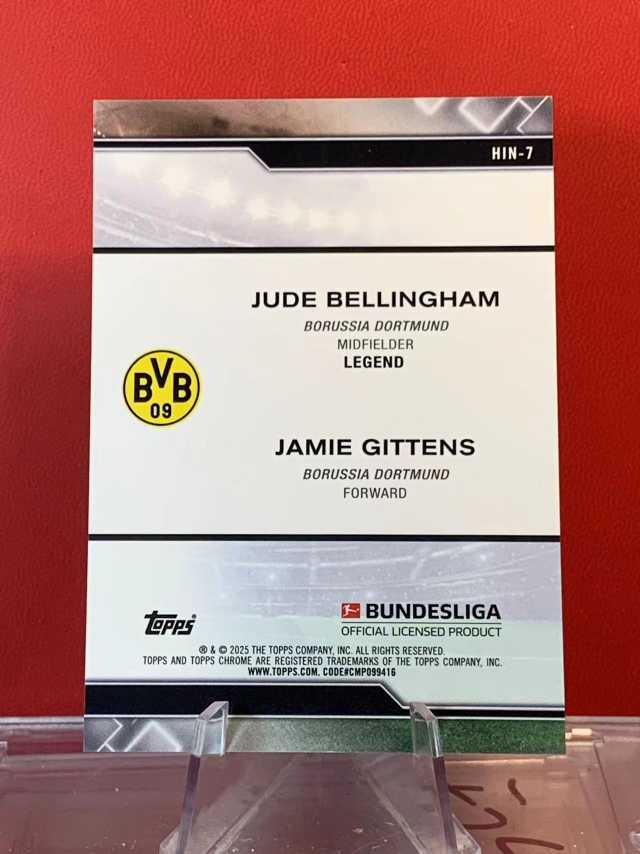 HIN-7
JUDE BELLINGHAM
BORUSSIA DORTMUND
MIDFIELDER
LEGEND
BVB
09
JAMIE GITTENS
BORUSSIA DORTMUND
FORWARD
Topps®
BUNDESLIGA
OFFICIAL LICENSED PRODUCT
® & © 2025 THE TOPPS COMPANY, INC. ALL RIGHTS RESERVED.
TOPPS AND TOPPS CHROME ARE REGISTERED TRADEMARKS OF THE TOPPS COMPANY, INC.
WWW.TOPPS.COM. CODE#CMP099416